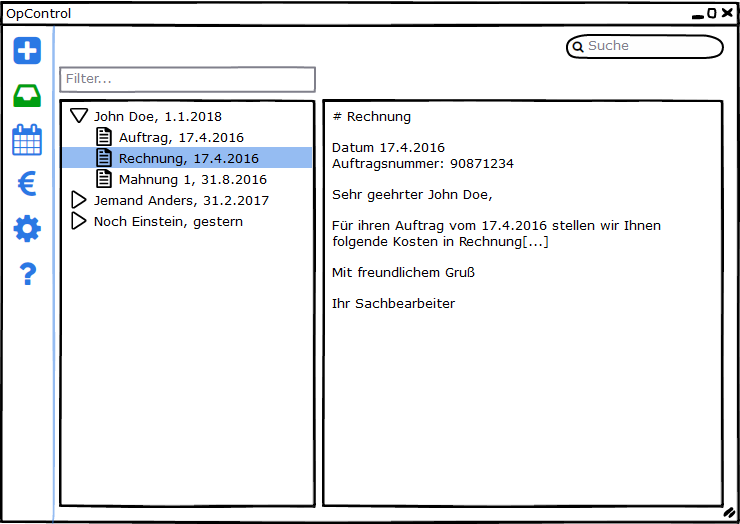 OpControl
Suche
Filter...
John Doe, 1.1.2018
Auftrag, 17.4.2016
Rechnung, 17.4.2016
Mahnung 1, 31.8.2016
Jemand Anders, 31.2.2017
Noch Einstein, gestern
# Rechnung
Datum 17.4.2016
Auftragsnummer: 90871234
Sehr geehrter John Doe,
Für ihren Auftrag vom 17.4.2016 stellen wir Ihnen
folgende Kosten in Rechnung[...]
Mit freundlichem Gruß
Ihr Sachbearbeiter